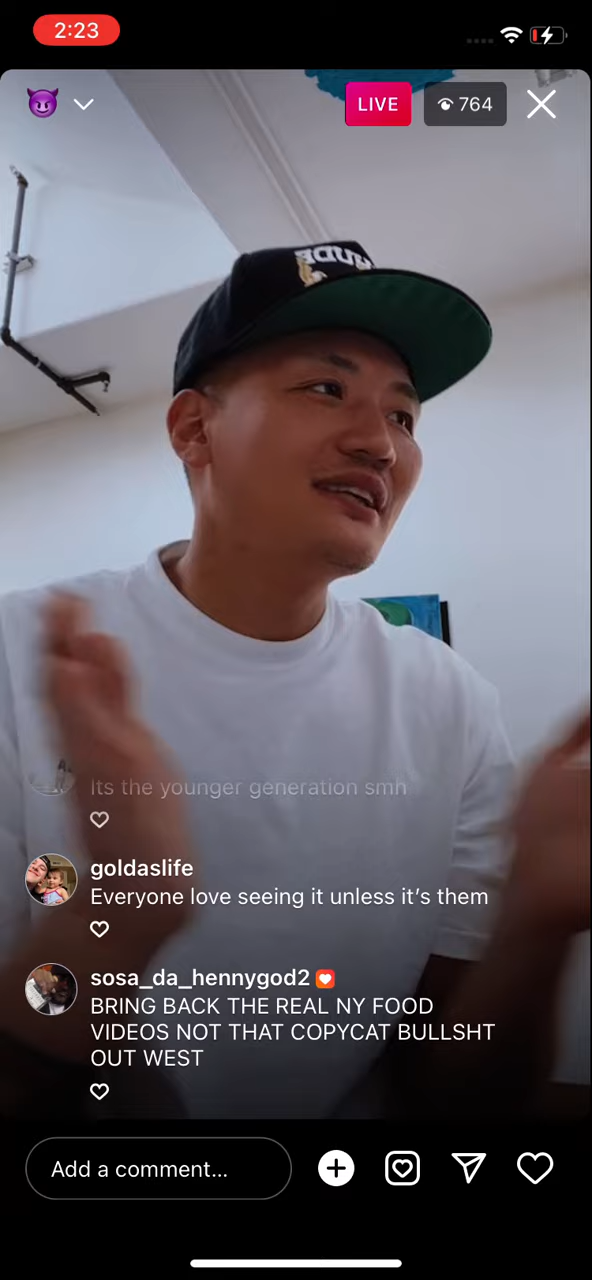 2:23
LIVE
764
Its the younger generation smh
goldaslife
Everyone love seeing it unless it's them
sosa_da_hennygod2
BRING BACK THE REAL NY FOOD
VIDEOS NOT THAT COPYCAT BULLSHT
OUT WEST
Add a comment...